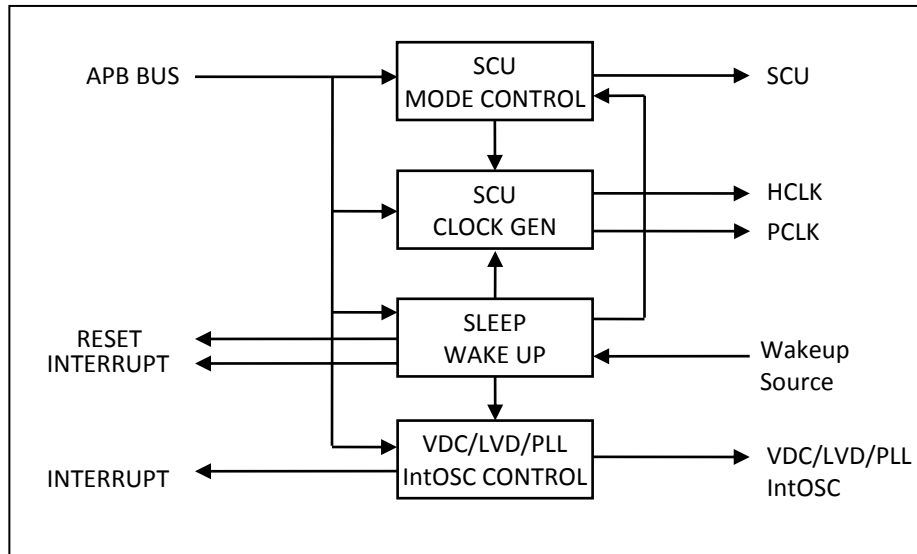 APB BUS
SCU
MODE CONTROL
SCU
SCU
CLOCK GEN
HCLK
PCLK
RESET
INTERRUPT
SLEEP
WAKE UP
Wakeup
Source
INTERRUPT
VDC/LVD/PLL
IntOSC CONTROL
VDC/LVD/PLL
IntOSC